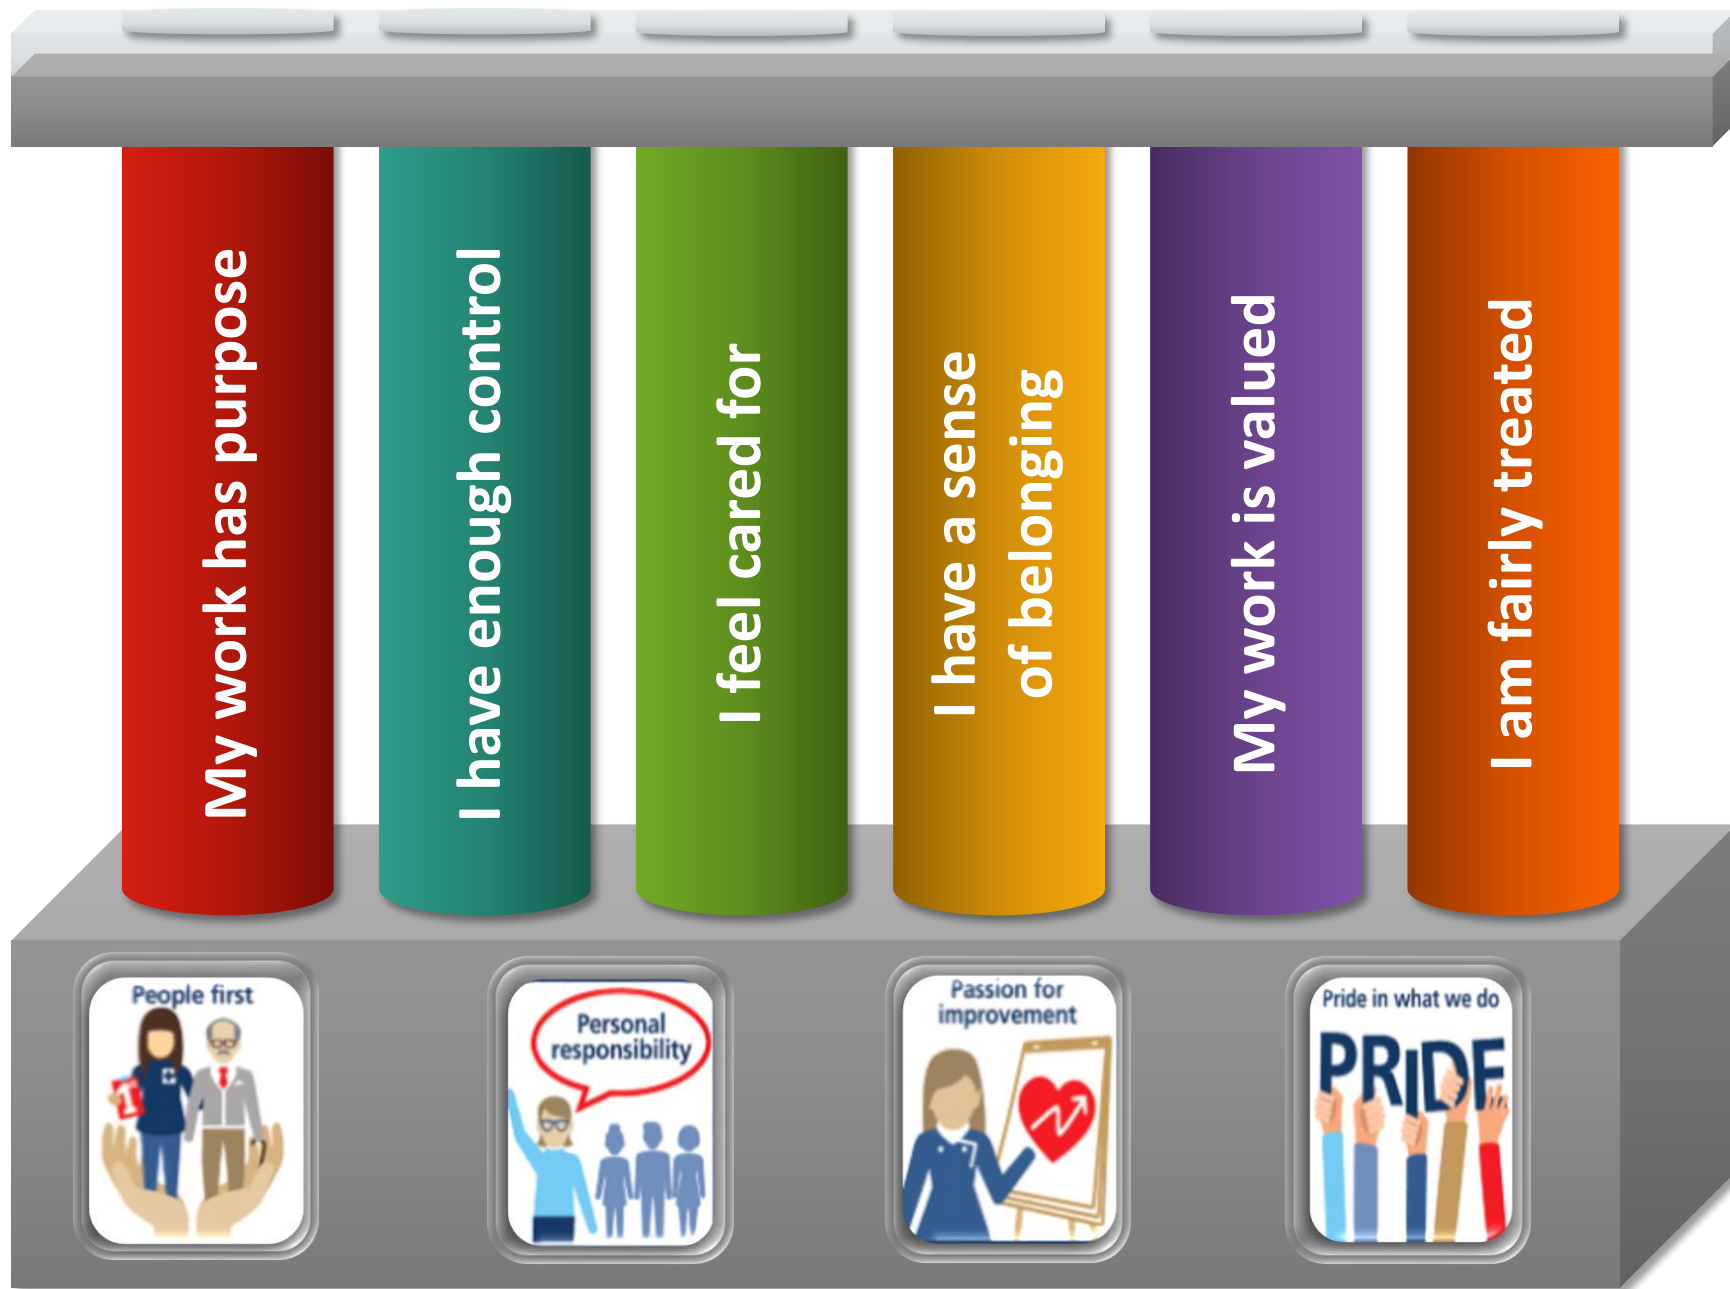 My work has purpose
I have enough control
I feel cared for
I have a sense
of belonging
My work is valued
I am fairly treated
People first
1
Personal
responsibility
Passion for
improvement
Pride in what we do
PRIDE